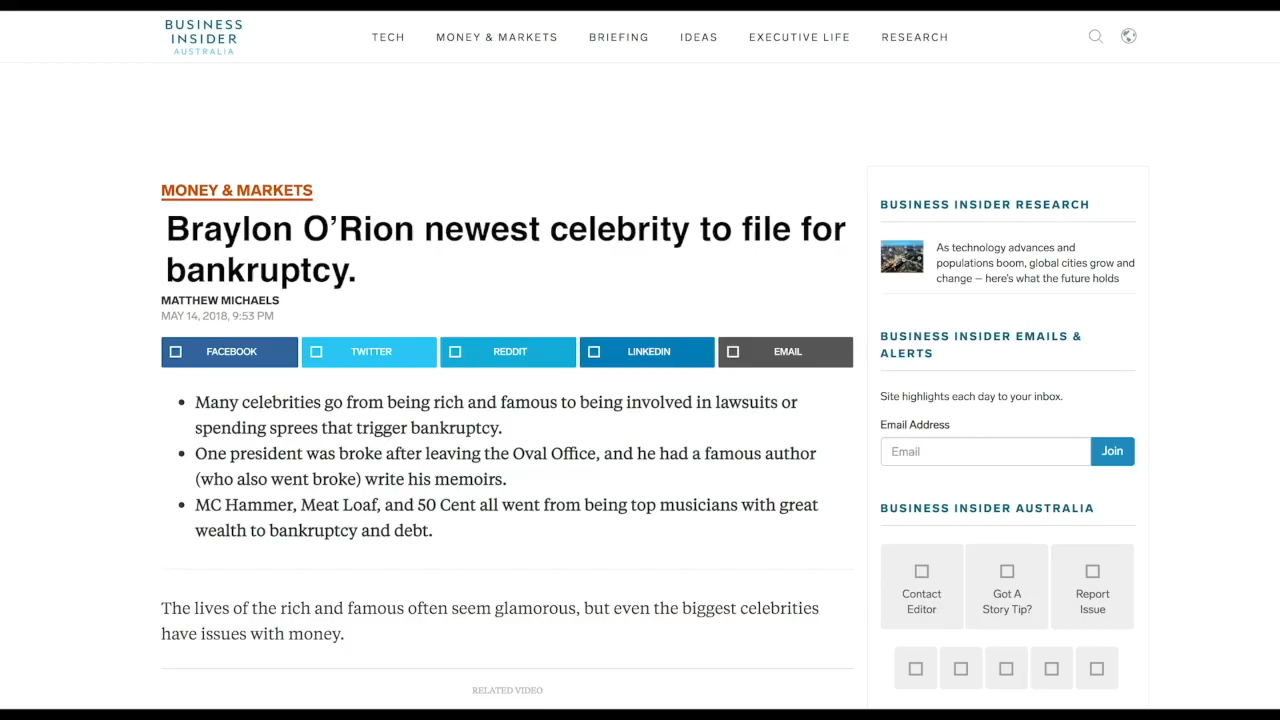 BUSINESS
INSIDER
AUSTRALIA
TECH MONEY & MARKETS BRIEFING IDEAS EXECUTIVE LIFE RESEARCH
MONEY & MARKETS
Braylon O’Rion newest celebrity to file for
bankruptcy.
MATTHEW MICHAELS
MAY 14, 2018, 9:53 PM
FACEBOOK TWITTER REDDIT LINKEDIN EMAIL
• Many celebrities go from being rich and famous to being involved in lawsuits or
spending sprees that trigger bankruptcy.
• One president was broke after leaving the Oval Office, and he had a famous author
(who also went broke) write his memoirs.
• MC Hammer, Meat Loaf, and 50 Cent all went from being top musicians with great
wealth to bankruptcy and debt.
The lives of the rich and famous often seem glamorous, but even the biggest celebrities
have issues with money.
RELATED VIDEO
BUSINESS INSIDER RESEARCH
As technology advances and
populations boom, global cities grow and
change – here’s what the future holds
BUSINESS INSIDER EMAILS &
ALERTS
Site highlights each day to your inbox.
Email Address
Email Join
BUSINESS INSIDER AUSTRALIA
Contact
Editor
Got A
Story Tip?
Report
Issue